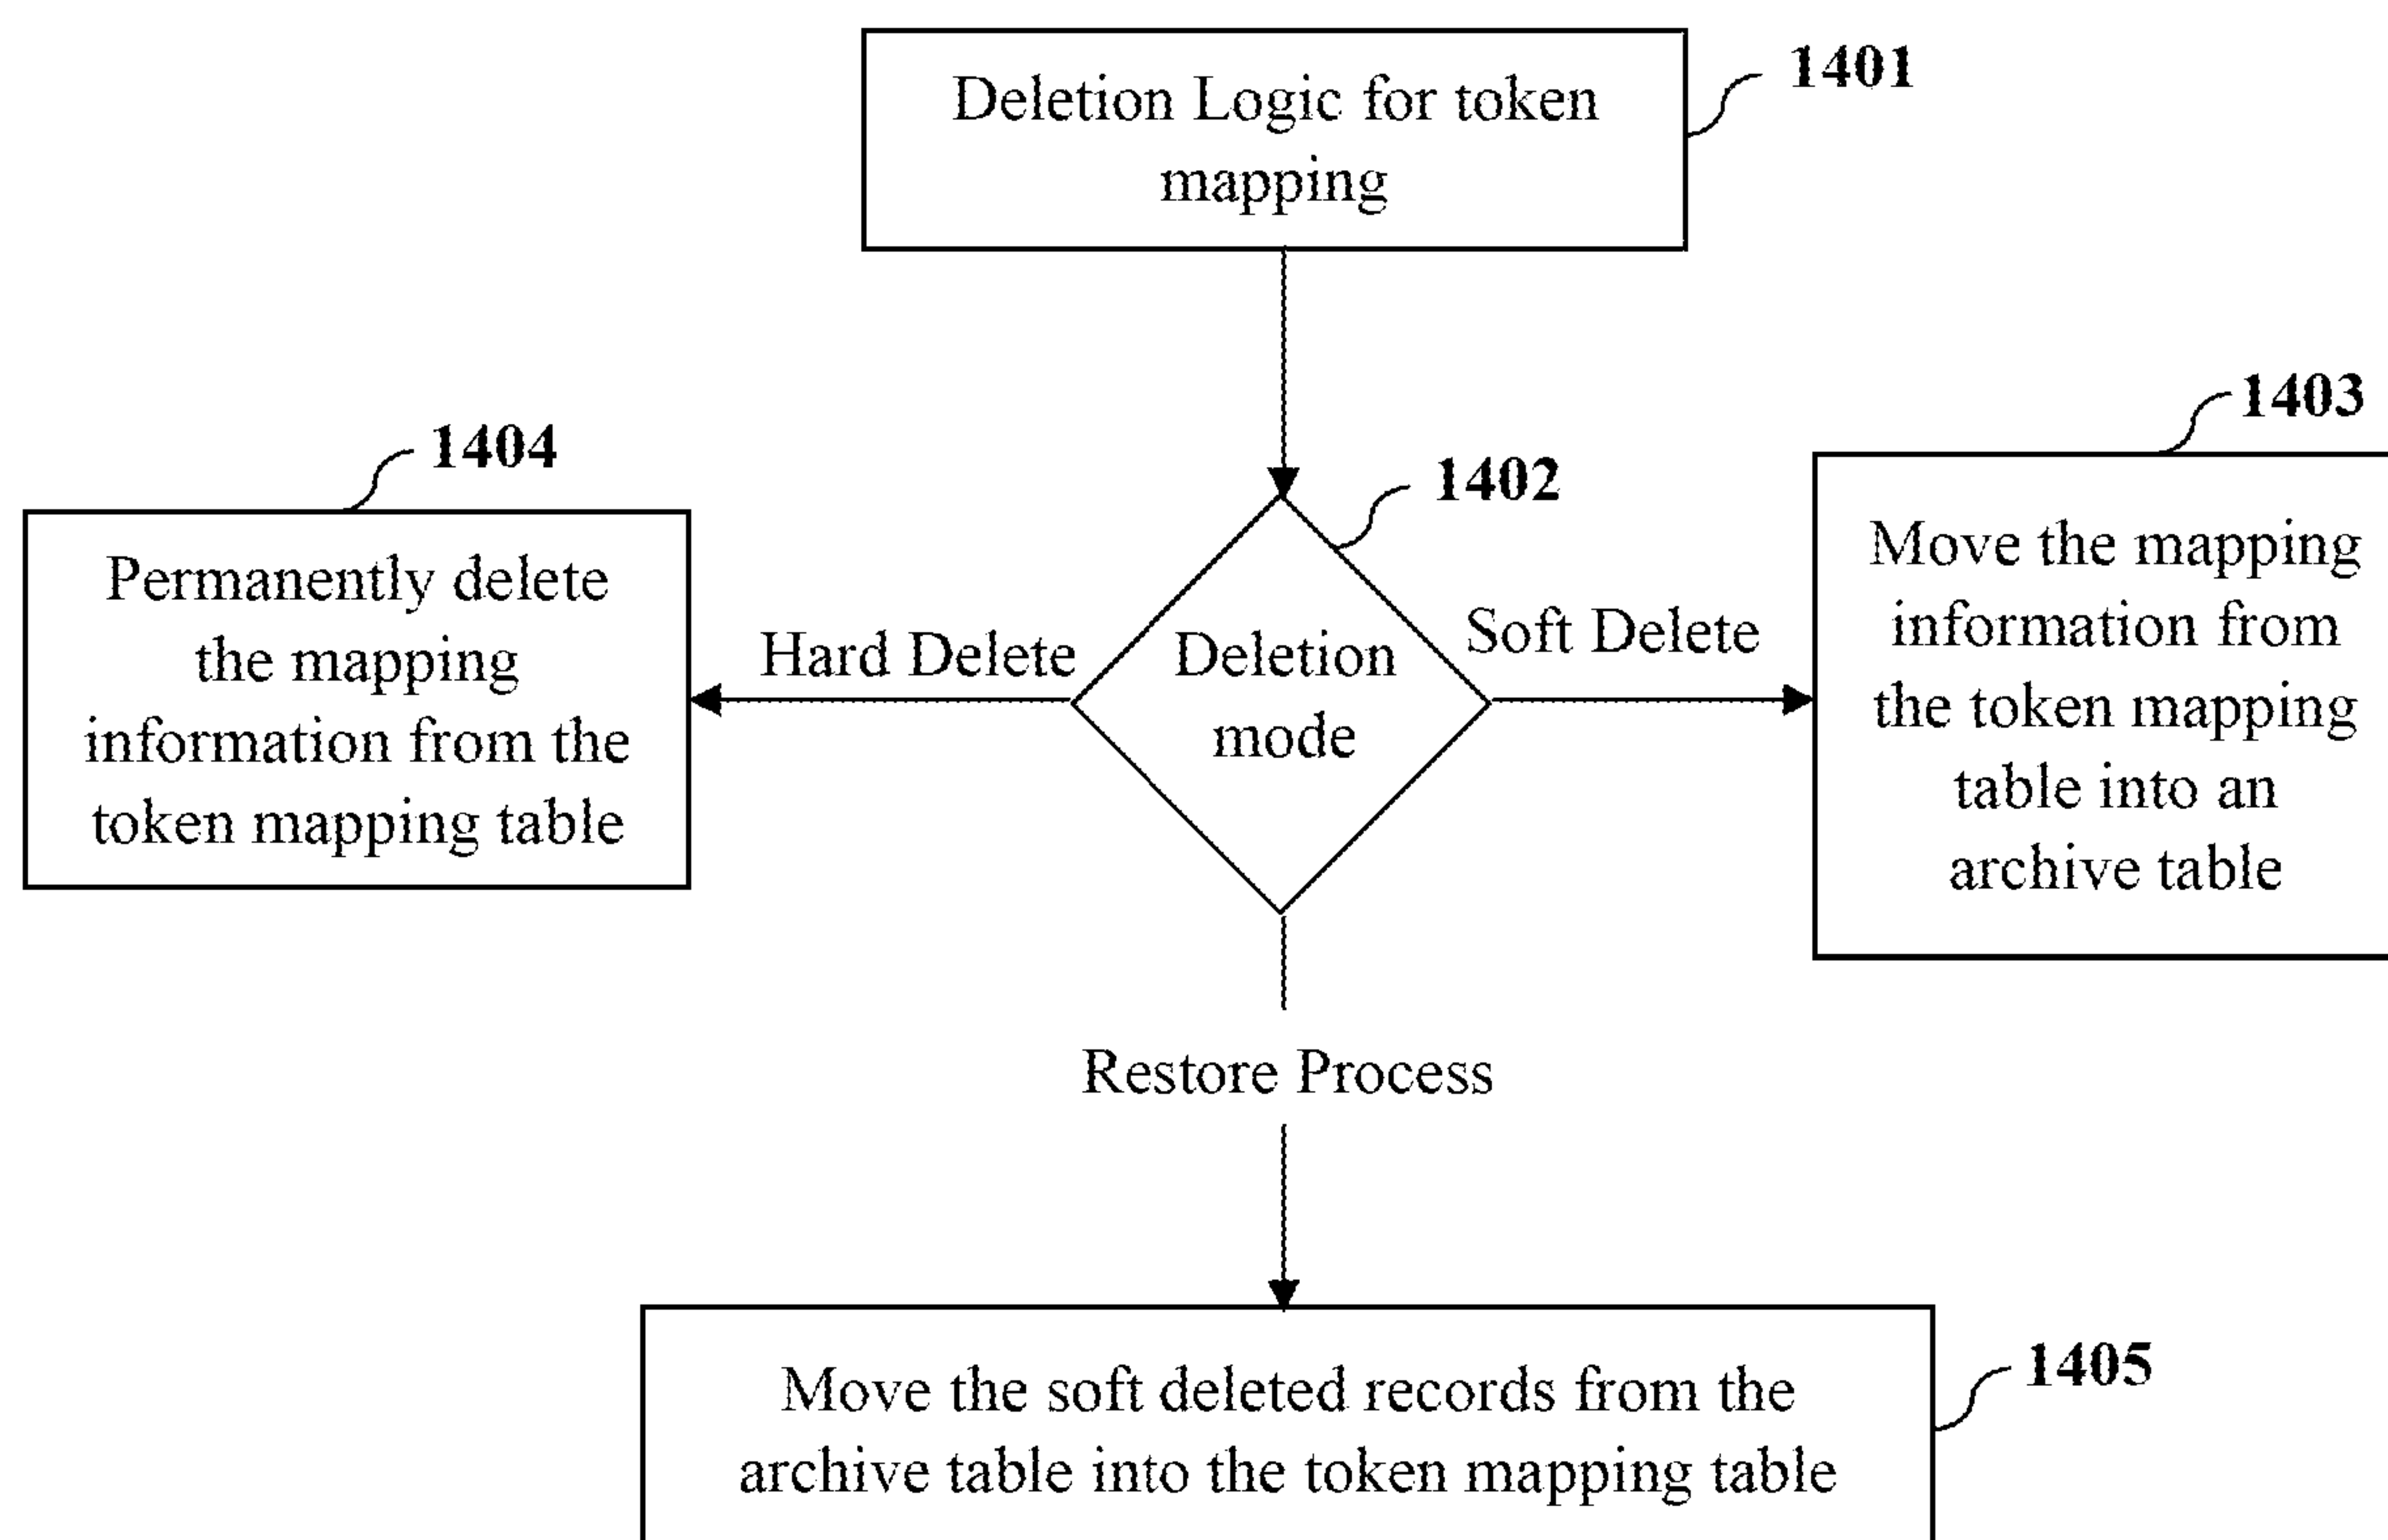 Deletion Logic for token
mapping
1401
1404
Permanently delete
the mapping
information from the
token mapping table
Hard Delete
1402
Deletion
mode
Soft Delete
1403
Move the mapping
information from
the token mapping
table into an
archive table
Restore Process
Move the soft deleted records from the
archive table into the token mapping table
1405